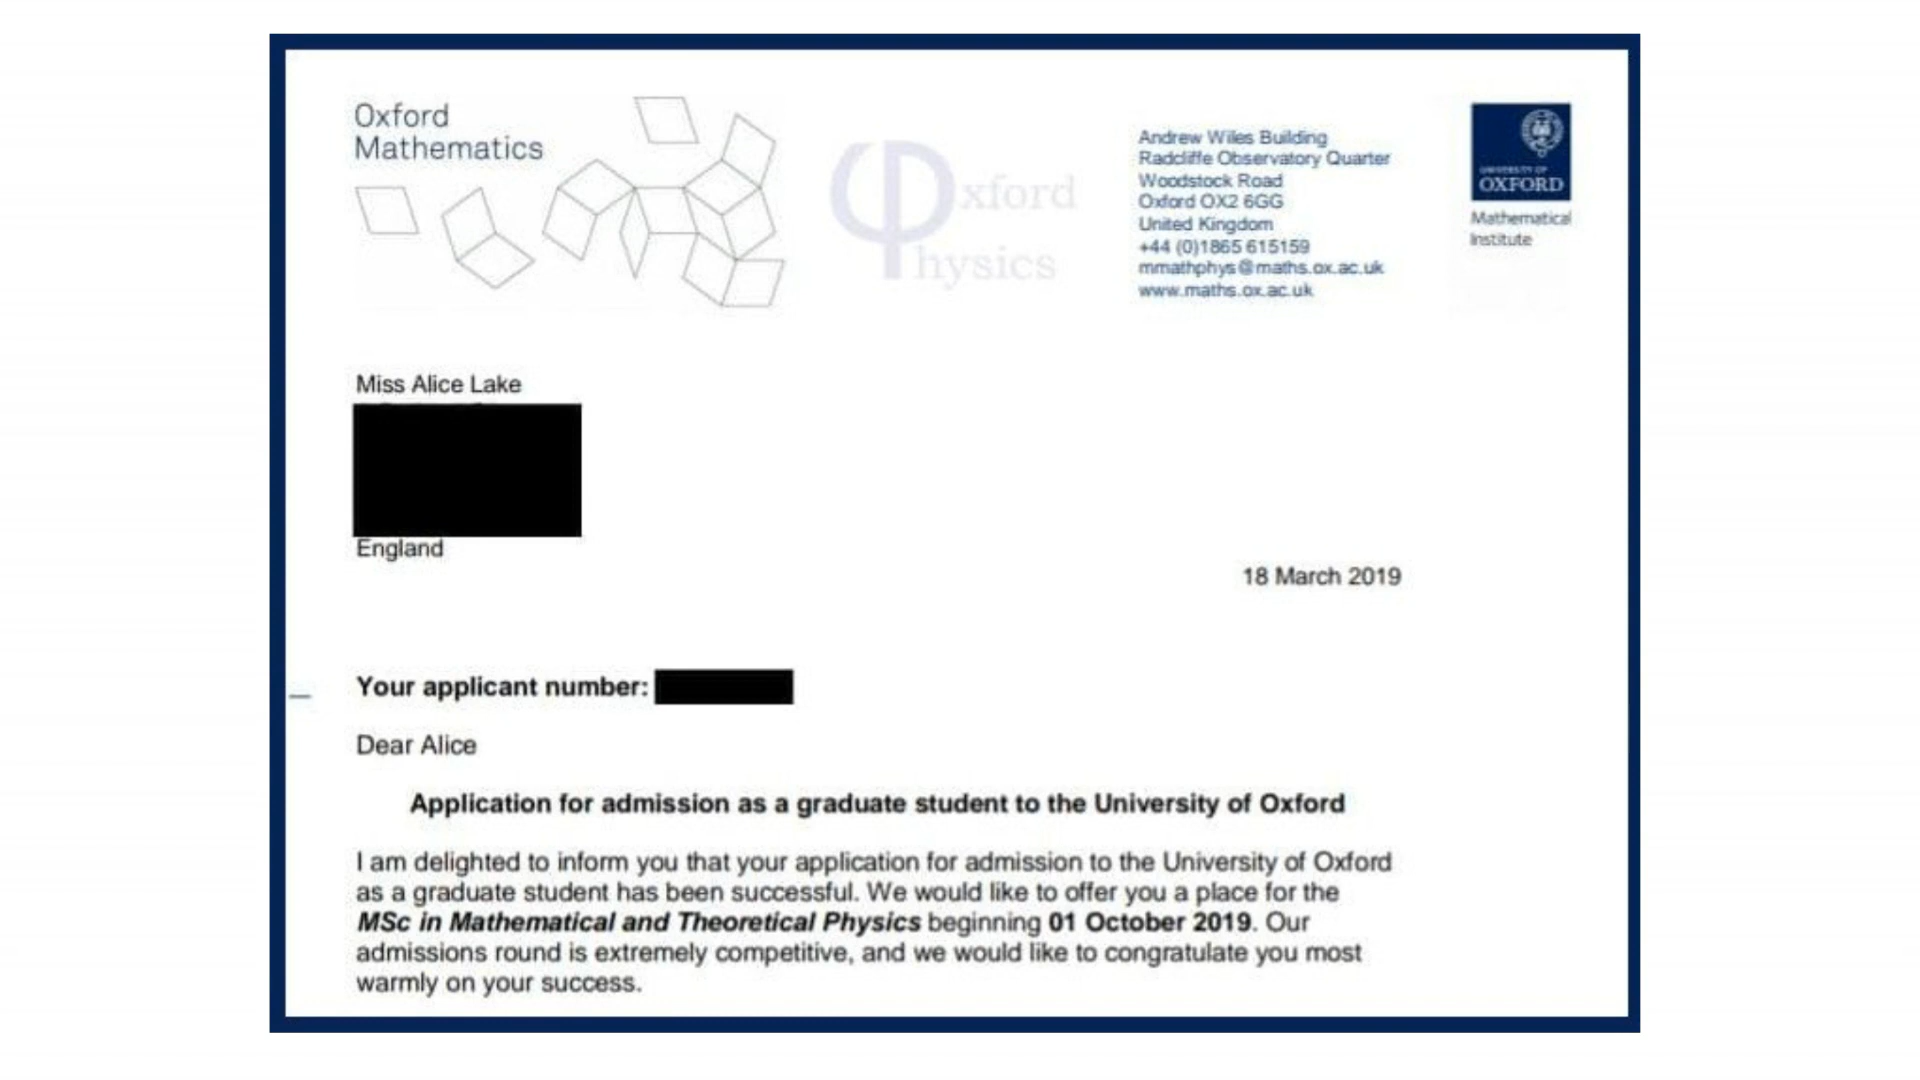 Oxford
Mathematics
Oxford
Physics
Andrew Wiles Building
Radcliffe Observatory Quarter
Woodstock Road
Oxford OX2 6GG
United Kingdom
+44 (0)1865 615159
mmathphys@maths.ox.ac.uk
www.maths.ox.ac.uk
UNIVERSITY OF
OXFORD
Mathematical
Institute
Miss Alice Lake
England
18 March 2019
Your applicant number:
Dear Alice
Application for admission as a graduate student to the University of Oxford
I am delighted to inform you that your application for admission to the University of Oxford
as a graduate student has been successful. We would like to offer you a place for the
MSc in Mathematical and Theoretical Physics beginning 01 October 2019. Our
admissions round is extremely competitive, and we would like to congratulate you most
warmly on your success.